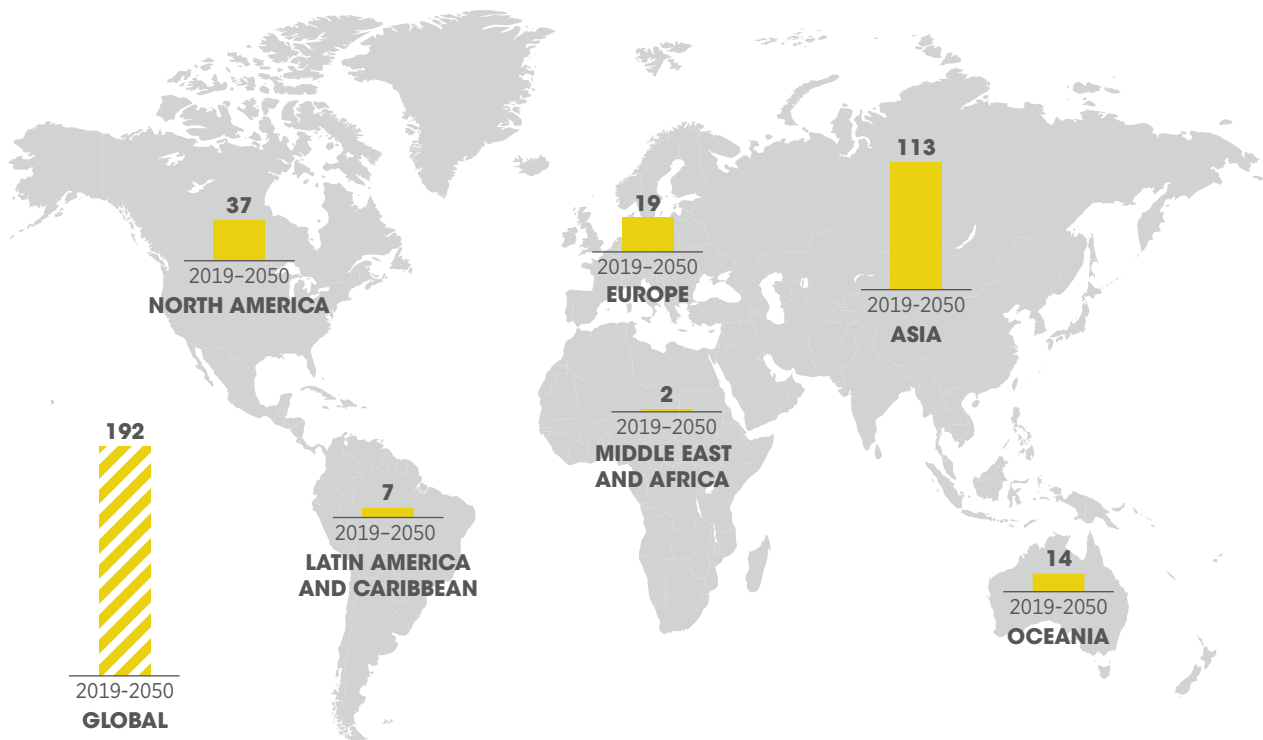 37
2019–2050
NORTH AMERICA
19
2019–2050
EUROPE
113
2019-2050
ASIA
2
2019–2050
MIDDLE EAST
AND AFRICA
192
2019-2050
GLOBAL
7
2019–2050
LATIN AMERICA
AND CARIBBEAN
14
2019-2050
OCEANIA